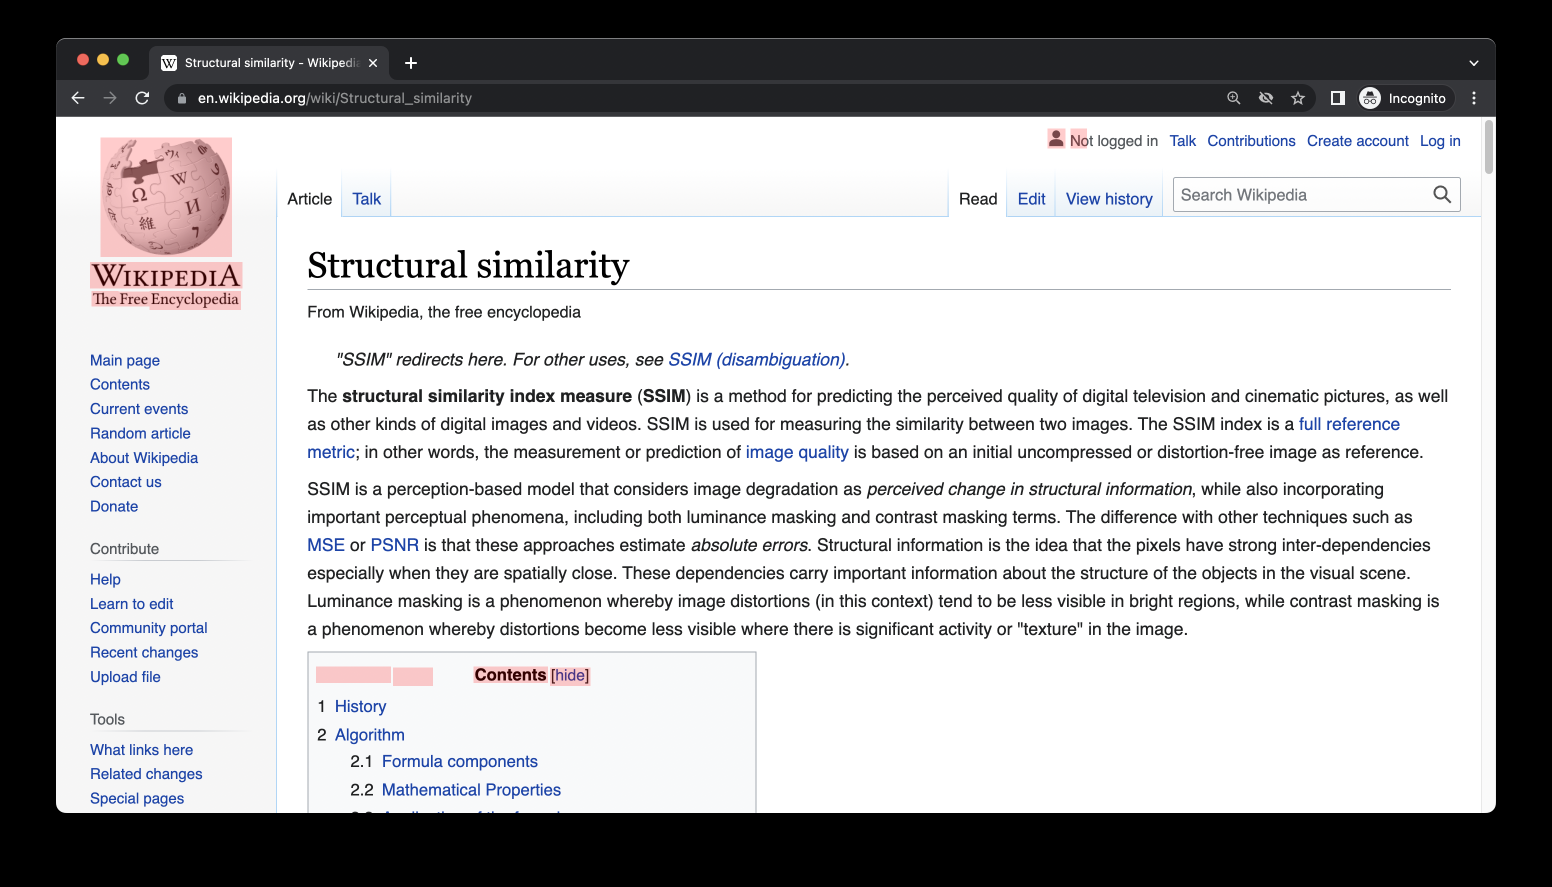 Structural similarity - Wikipedia
en.wikipedia.org/wiki/Structural_similarity
Incognito
Not logged in Talk Contributions Create account Log in
Article Talk
Read Edit View history
Search Wikipedia
Ω W И 維
WIKIPEDIA
The Free Encyclopedia
Main page
Contents
Current events
Random article
About Wikipedia
Contact us
Donate
Contribute
Help
Learn to edit
Community portal
Recent changes
Upload file
Tools
What links here
Related changes
Special pages
Structural similarity
From Wikipedia, the free encyclopedia
"SSIM" redirects here. For other uses, see SSIM (disambiguation).
The structural similarity index measure (SSIM) is a method for predicting the perceived quality of digital television and cinematic pictures, as well
as other kinds of digital images and videos. SSIM is used for measuring the similarity between two images. The SSIM index is a full reference
metric; in other words, the measurement or prediction of image quality is based on an initial uncompressed or distortion-free image as reference.
SSIM is a perception-based model that considers image degradation as perceived change in structural information, while also incorporating
important perceptual phenomena, including both luminance masking and contrast masking terms. The difference with other techniques such as
MSE or PSNR is that these approaches estimate absolute errors. Structural information is the idea that the pixels have strong inter-dependencies
especially when they are spatially close. These dependencies carry important information about the structure of the objects in the visual scene.
Luminance masking is a phenomenon whereby image distortions (in this context) tend to be less visible in bright regions, while contrast masking is
a phenomenon whereby distortions become less visible where there is significant activity or "texture" in the image.
Contents [hide]
1 History
2 Algorithm
2.1 Formula components
2.2 Mathematical Properties